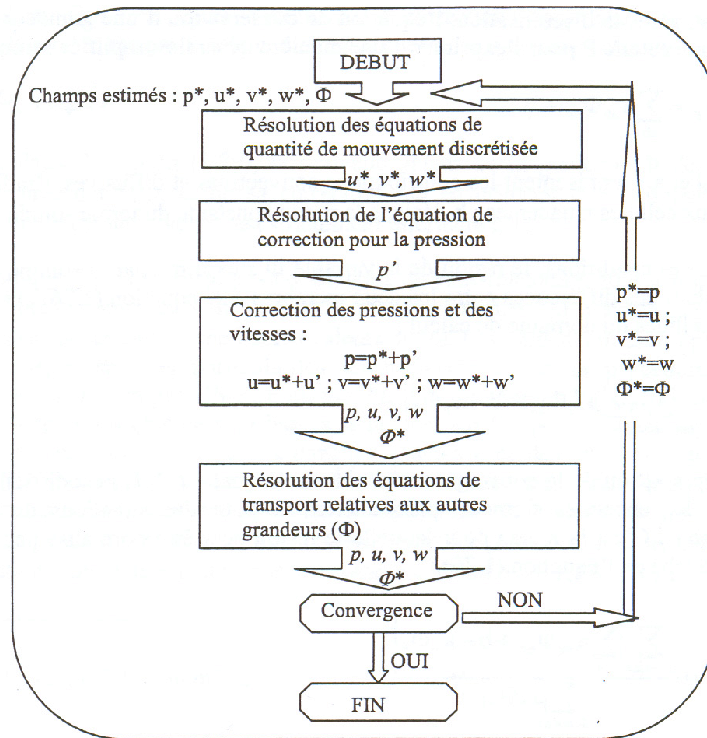 DEBUT
Champs estimés : p*, u*, v*, w*, Φ
Résolution des équations de
quantité de mouvement discrétisée
u*, v*, w*
Résolution de l'équation de
correction pour la pression
p'
Correction des pressions et des
vitesses :
p=p*+p'
u=u*+u' ; v=v*+v' ; w=w*+w'
p, u, v, w
Φ*
Résolution des équations de
transport relatives aux autres
grandeurs (Φ)
p, u, v, w
Φ*
Convergence
NON
p*=p
u*=u ;
v*=v ;
w*=w
Φ*=Φ
OUI
FIN